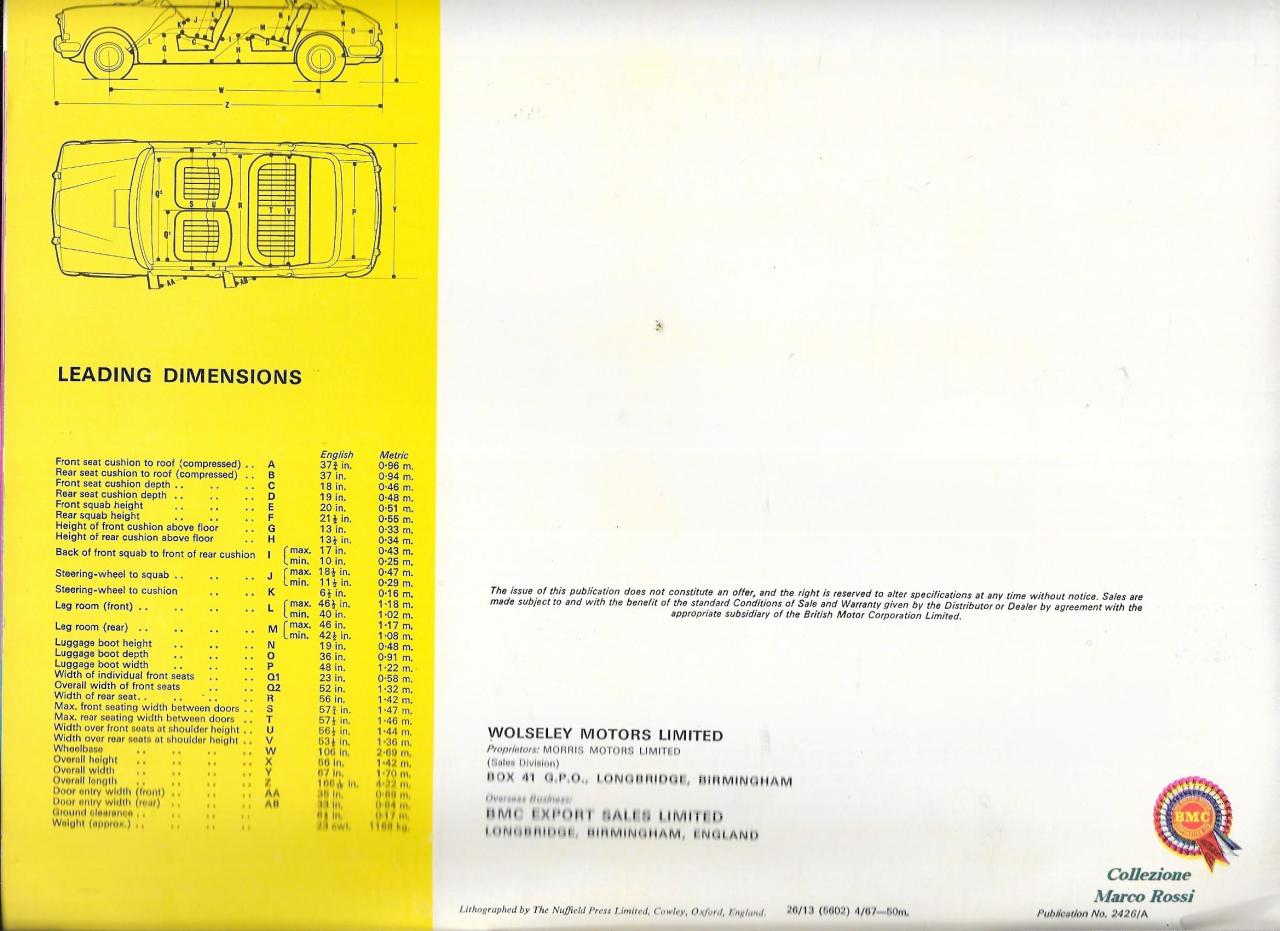 X
K J
M
N
O
L
G
C
I
D
H
W
Z
Q²
S U
R
T V
P
Y
Q¹
AA
AB
LEADING DIMENSIONS
English Metric
Front seat cushion to roof (compressed) .. A 37¾ in. 0·96 m.
Rear seat cushion to roof (compressed) .. B 37 in. 0·94 m.
Front seat cushion depth .. .. .. C 18 in. 0·46 m.
Rear seat cushion depth .. .. .. D 19 in. 0·48 m.
Front squab height .. .. E 20 in. 0·51 m.
Rear squab height .. .. F 21½ in. 0·55 m.
Height of front cushion above floor .. G 13 in. 0·33 m.
Height of rear cushion above floor .. H 13½ in. 0·34 m.
Back of front squab to front of rear cushion I max. 17 in. 0·43 m.
min. 10 in. 0·25 m.
Steering-wheel to squab .. .. .. J max. 18½ in. 0·47 m.
min. 11½ in. 0·29 m.
Steering-wheel to cushion .. .. K 6½ in. 0·16 m.
Leg room (front) .. .. .. .. L max. 46½ in. 1·18 m.
min. 40 in. 1·02 m.
Leg room (rear) .. .. .. .. M max. 46 in. 1·17 m.
min. 42½ in. 1·08 m.
Luggage boot height .. .. .. N 19 in. 0·48 m.
Luggage boot depth .. .. .. O 36 in. 0·91 m.
Luggage boot width .. .. .. P 48 in. 1·22 m.
Width of individual front seats .. .. Q1 23 in. 0·58 m.
Overall width of front seats .. .. Q2 52 in. 1·32 m.
Width of rear seat .. .. .. .. R 56 in. 1·42 m.
Max. front seating width between doors .. S 57¾ in. 1·47 m.
Max. rear seating width between doors .. T 57½ in. 1·46 m.
Width over front seats at shoulder height .. U 56½ in. 1·44 m.
Width over rear seats at shoulder height .. V 53½ in. 1·36 m.
Wheelbase .. .. .. .. W 106 in. 2·69 m.
Overall height .. .. .. .. X 56 in. 1·42 m.
Overall width .. .. .. .. Y 67 in. 1·70 m.
Overall length .. .. .. .. Z in. 4·22 m.
Door entry width (front) .. .. .. AA in. m.
Door entry width (rear) .. .. .. AB 33 in. 0·84 m.
Ground clearance .. .. .. .. in. 0·17 m.
Weight (approx.) .. .. .. .. 23 cwt. kg.
The issue of this publication does not constitute an offer, and the right is reserved to alter specifications at any time without notice. Sales are
made subject to and with the benefit of the standard Conditions of Sale and Warranty given by the Distributor or Dealer by agreement with the
appropriate subsidiary of the British Motor Corporation Limited.
WOLSELEY MOTORS LIMITED
Proprietors: MORRIS MOTORS LIMITED
(Sales Division)
BOX 41 G.P.O., LONGBRIDGE, BIRMINGHAM
Overseas Business:
BMC EXPORT SALES LIMITED
LONGBRIDGE, BIRMINGHAM, ENGLAND
BMC
Collezione
Marco Rossi
Lithographed by The Nuffield Press Limited, Cowley, Oxford, England. 26/13 (5602) 4/67—50m. Publication No. 2426/A